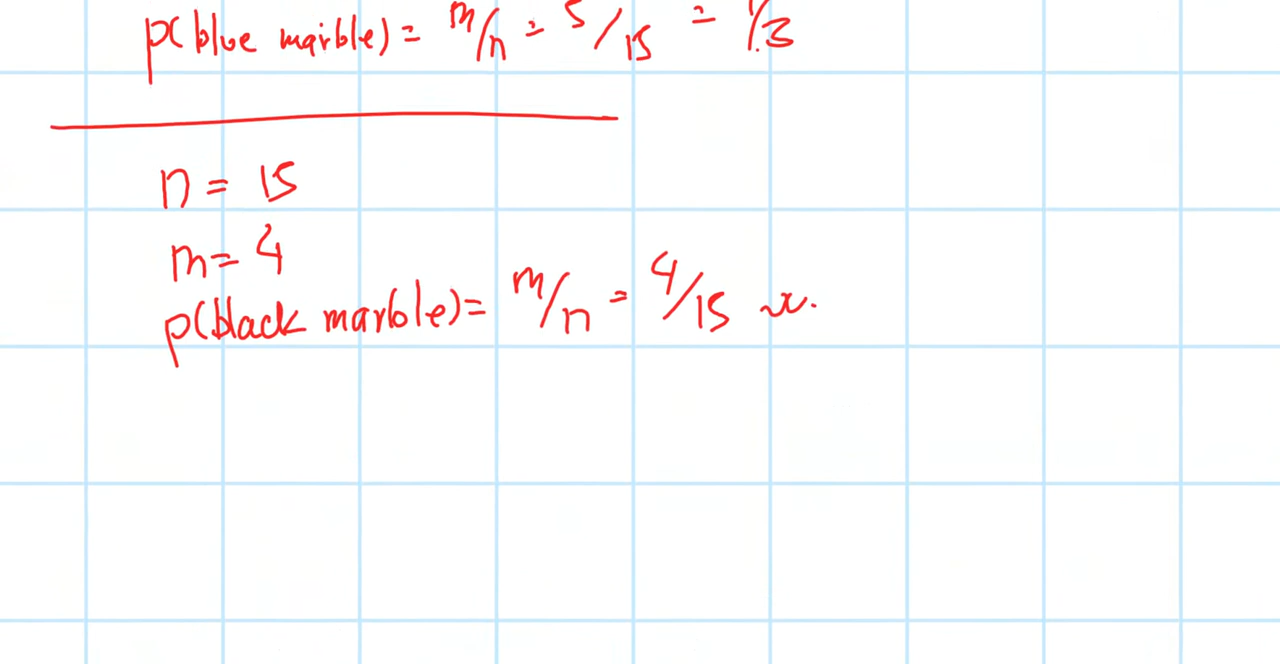 p(blue marble) = m/n = 5/15 = 1/3
n = 15
m = 4
p(black marble) = m/n = 4/15